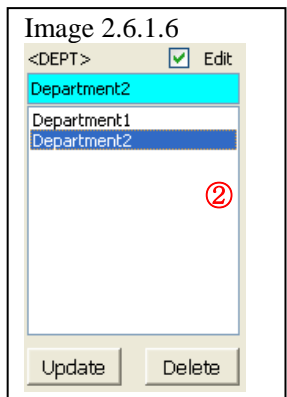 Image 2.6.1.6
<DEPT> Edit
Department2
Department1
Department2
②
Update Delete